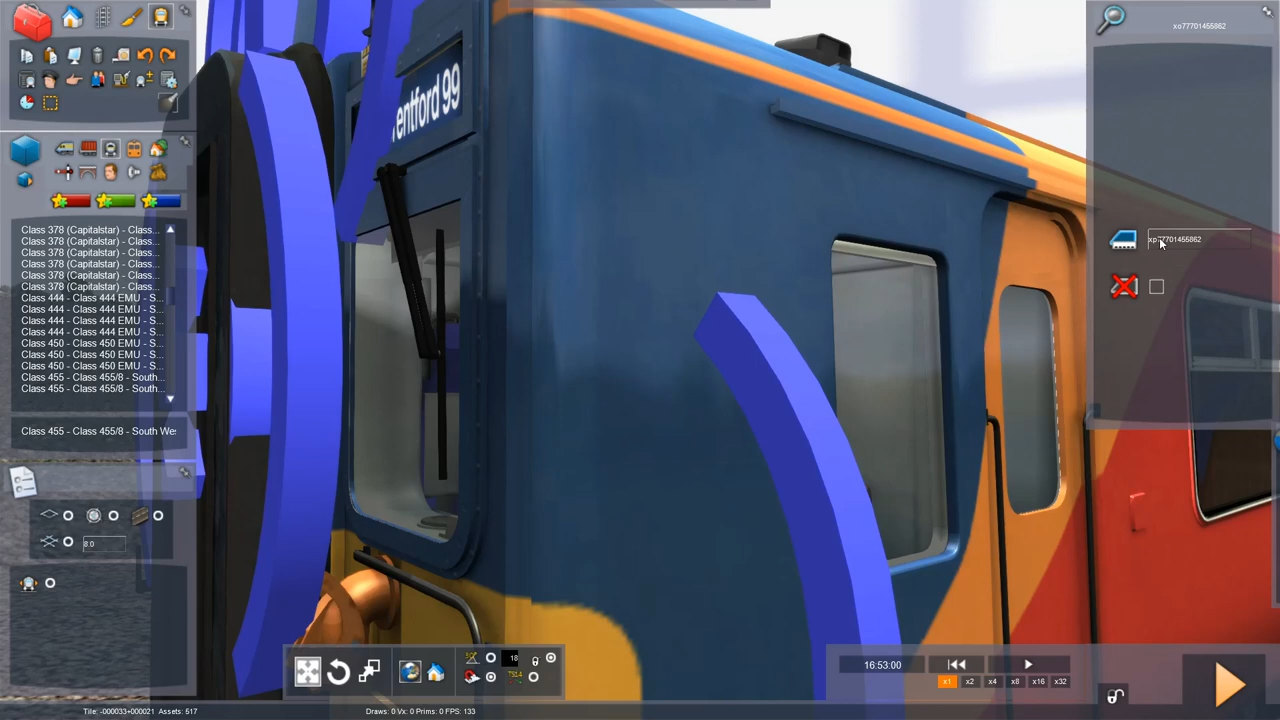 xo77701455862
entford 99
Class 378 (Capitalstar) - Class...
Class 378 (Capitalstar) - Class...
Class 378 (Capitalstar) - Class...
Class 378 (Capitalstar) - Class...
Class 378 (Capitalstar) - Class...
Class 378 (Capitalstar) - Class...
Class 444 - Class 444 EMU - S...
Class 444 - Class 444 EMU - S...
Class 444 - Class 444 EMU - S...
Class 444 - Class 444 EMU - S...
Class 450 - Class 450 EMU - S...
Class 450 - Class 450 EMU - S...
Class 450 - Class 450 EMU - S...
Class 455 - Class 455/8 - South...
Class 455 - Class 455/8 - South...
Class 455 - Class 455/8 - South We
8.0
18
16:53:00
x1 x2 x4 x8 x16 x32
Tile: -000033+000021 Assets: 517
Draws: 0 Vx: 0 Prims: 0 FPS: 133